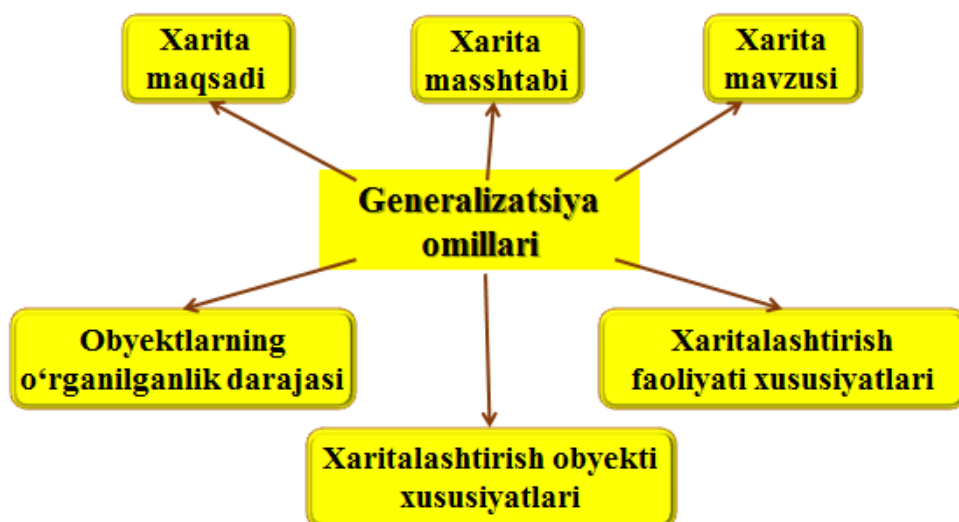 Xarita
maqsadi
Xarita
masshtabi
Xarita
mavzusi
Generalizatsiya
omillari
Obyektlarning
o‘rganilganlik darajasi
Xaritalashtirish
faoliyati xususiyatlari
Xaritalashtirish obyekti
xususiyatlari